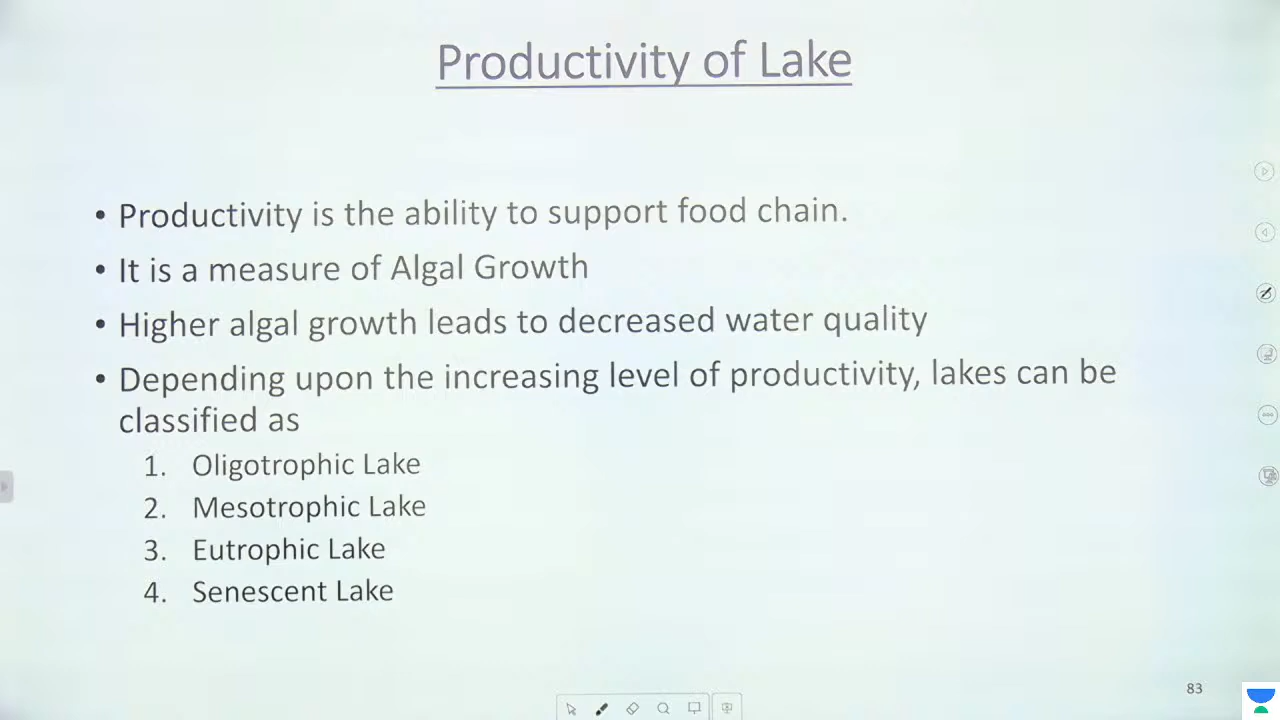 Productivity of Lake
• Productivity is the ability to support food chain.
• It is a measure of Algal Growth
• Higher algal growth leads to decreased water quality
• Depending upon the increasing level of productivity, lakes can be
classified as
1. Oligotrophic Lake
2. Mesotrophic Lake
3. Eutrophic Lake
4. Senescent Lake
83